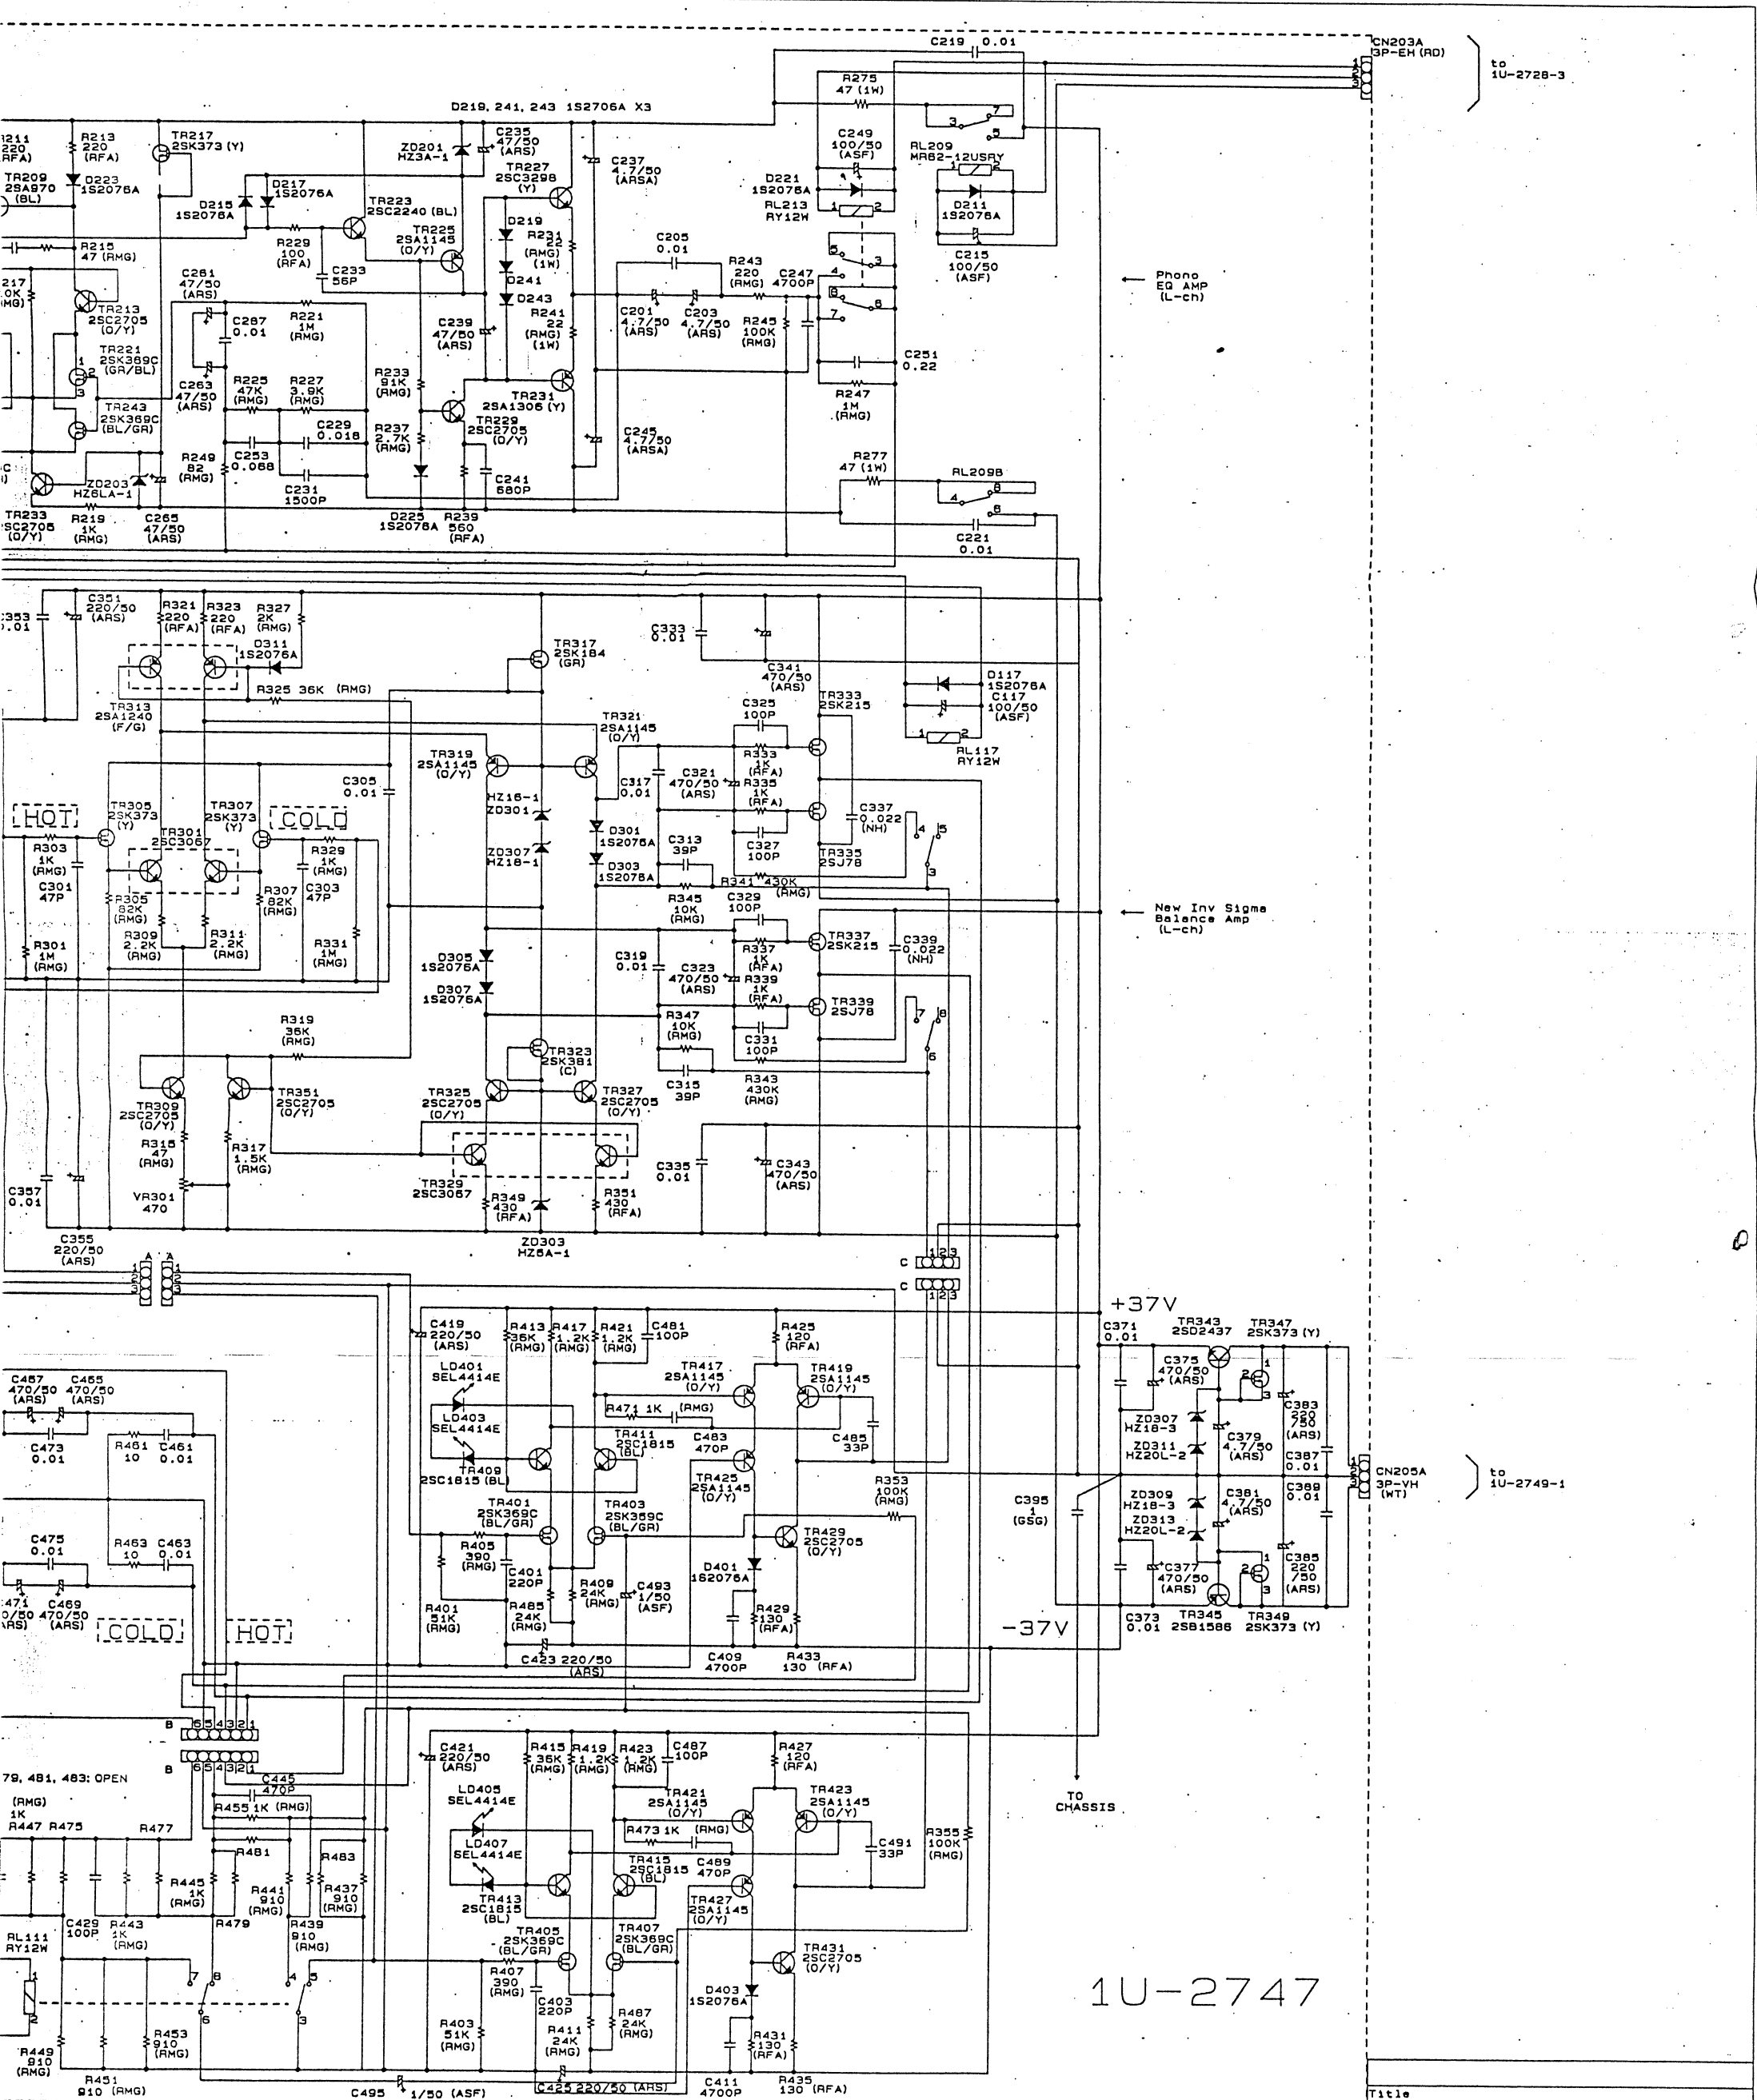 C219 0.01
CN203A
3P-EH (RD)
to
1U-2728-3
R275
47 (1W)
D219, 241, 243 1S2706A X3
R213
220
(RFA)
TR217
2SK373 (Y)
ZD201
HZ3A-1
C235
47/50
(ARS)
TR227
2SC3298
(Y)
C237
4.7/50
(ARSA)
C249
100/50
(ASF)
RL209
MR62-12USRY
TR209
2SA970
(BL)
D223
1S2076A
D215
1S2076A
D217
1S2076A
TR223
2SC2240 (BL)
D221
1S2076A
RL213
RY12W
D211
1S2076A
R215
47 (RMG)
R229
100
(RFA)
TR225
2SA1145
(O/Y)
D219
R231
22
(RMG)
(1W)
C205
0.01
C215
100/50
(ASF)
C233
56P
D241
C261
47/50
(ARS)
R243
220
(RMG)
C247
4700P
Phono
EQ AMP
(L-ch)
TR213
2SC2705
(O/Y)
C287
0.01
R221
1M
(RMG)
C239
47/50
(ARS)
D243
R241
22
(RMG)
(1W)
C201
4.7/50
(ARS)
C203
4.7/50
(ARS)
R245
100K
(RMG)
TR221
2SK369C
(GR/BL)
C263
47/50
(ARS)
R225
47K
(RMG)
R227
3.9K
(RMG)
R233
91K
(RMG)
C251
0.22
TR231
2SA1306 (Y)
R247
1M
(RMG)
TR243
2SK369C
(BL/GR)
C229
0.018
TR229
2SC2705
(O/Y)
R237
2.7K
(RMG)
C245
4.7/50
(ARSA)
R249
82
(RMG)
C253
0.068
R277
47 (1W)
RL209B
ZD203
HZ6LA-1
C231
1500P
C241
680P
TR233
2SC2705
(O/Y)
R219
1K
(RMG)
C265
47/50
(ARS)
D225
1S2076A
R239
560
(RFA)
C221
0.01
C353
0.01
C351
220/50
(ARS)
R321
220
(RFA)
R323
220
(RFA)
R327
2K
(RMG)
D311
1S2076A
TR317
2SK184
(GR)
C333
0.01
C341
470/50
(ARS)
R325 36K (RMG)
D117
1S2076A
C117
100/50
(ASF)
TR313
2SA1240
(F/G)
TR333
2SK215
C325
100P
TR321
2SA1145
(O/Y)
RL117
RY12W
TR319
2SA1145
(O/Y)
R333
1K
(RFA)
C305
0.01
C317
0.01
C321
470/50
(ARS)
R335
1K
(RFA)
HOT
TR305
2SK373
(Y)
TR307
2SK373
(Y)
COLD
TR301
2SC3067
HZ16-1
ZD301
D301
1S2076A
C337
0.022
(NH)
R303
1K
(RMG)
R329
1K
(RMG)
ZD307
HZ18-1
D303
1S2076A
C313
39P
C327
100P
TR335
2SJ78
C301
47P
R305
82K
(RMG)
R307
82K
(RMG)
C303
47P
R341 430K
(RMG)
R345
10K
(RMG)
C329
100P
New Inv Sigma
Balance Amp
(L-ch)
R301
1M
(RMG)
R309
2.2K
(RMG)
R311
2.2K
(RMG)
R331
1M
(RMG)
D305
1S2076A
C319
0.01
C323
470/50
(ARS)
R337
1K
(RFA)
TR337
2SK215
C339
0.022
(NH)
D307
1S2076A
R339
1K
(RFA)
TR339
2SJ78
R319
36K
(RMG)
R347
10K
(RMG)
C331
100P
TR323
2SK381
(C)
C315
39P
R343
430K
(RMG)
TR309
2SC2705
(O/Y)
TR351
2SC2705
(O/Y)
TR325
2SC2705
(O/Y)
TR327
2SC2705
(O/Y)
R315
47
(RMG)
R317
1.5K
(RMG)
C357
0.01
VR301
470
TR329
2SC3067
R349
430
(RFA)
R351
430
(RFA)
C335
0.01
C343
470/50
(ARS)
C355
220/50
(ARS)
ZD303
HZ6A-1
A A
C
C
+37V
C419
220/50
(ARS)
R413
36K
(RMG)
R417
1.2K
(RMG)
R421
1.2K
(RMG)
C481
100P
R425
120
(RFA)
C371
0.01
TR343
2SD2437
TR347
2SK373 (Y)
LD401
SEL4414E
TR417
2SA1145
(O/Y)
TR419
2SA1145
(O/Y)
C375
470/50
(ARS)
C467
470/50
(ARS)
C465
470/50
(ARS)
LD403
SEL4414E
R471 1K (RMG)
C383
220
/50
(ARS)
C473
0.01
R461
10
C461
0.01
TR411
2SC1815
(BL)
C483
470P
C485
33P
ZD307
HZ18-3
ZD311
HZ20L-2
C379
4.7/50
(ARS)
C387
0.01
TR409
2SC1815 (BL)
TR425
2SA1145
(O/Y)
R353
100K
(RMG)
CN205A
3P-VH
(WT)
to
1U-2749-1
TR401
2SK369C
(BL/GR)
TR403
2SK369C
(BL/GR)
C395
1
(GSG)
ZD309
HZ18-3
ZD313
HZ20L-2
C381
4.7/50
(ARS)
C389
0.01
C475
0.01
R463
10
C463
0.01
R405
390
(RMG)
TR429
2SC2705
(O/Y)
C401
220P
R409
24K
(RMG)
D401
1S2076A
C377
470/50
(ARS)
C385
220
/50
(ARS)
C469
470/50
(ARS)
R401
51K
(RMG)
R485
24K
(RMG)
C493
1/50
(ASF)
R429
130
(RFA)
COLD
HOT
-37V
C373
0.01
TR345
2SB1586
TR349
2SK373 (Y)
C423 220/50
(ARS)
C409
4700P
R433
130 (RFA)
B
B
79, 481, 483: OPEN
C445
470P
C421
220/50
(ARS)
R415
36K
(RMG)
R419
1.2K
(RMG)
R423
1.2K
(RMG)
C487
100P
R427
120
(RFA)
(RMG)
1K
R447
R475
R477
R455 1K (RMG)
LD405
SEL4414E
TR421
2SA1145
(O/Y)
TR423
2SA1145
(O/Y)
TO
CHASSIS
R481
R483
LD407
SEL4414E
R473 1K (RMG)
C491
33P
R355
100K
(RMG)
TR415
2SC1815
(BL)
C489
470P
R445
1K
(RMG)
R441
910
(RMG)
R437
910
(RMG)
TR413
2SC1815
(BL)
TR427
2SA1145
(O/Y)
C429
100P
R443
1K
(RMG)
R479
R439
910
(RMG)
TR405
2SK369C
(BL/GR)
TR407
2SK369C
(BL/GR)
RL111
RY12W
R407
390
(RMG)
TR431
2SC2705
(O/Y)
D403
1S2076A
C403
220P
1U-2747
R403
51K
(RMG)
R411
24K
(RMG)
R487
24K
(RMG)
R431
130
(RFA)
R449
910
(RMG)
R453
910
(RMG)
R451
910 (RMG)
C495 1/50 (ASF)
C425 220/50 (ARS)
C411
4700P
R435
130 (RFA)
Title